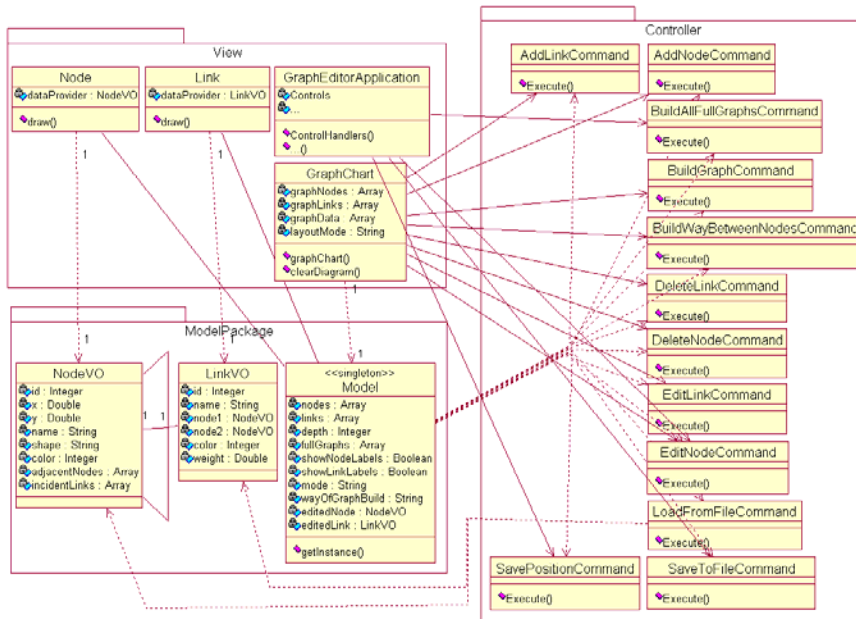 View
Node
dataProvider : NodeVO
draw()
Link
dataProvider : LinkVO
draw()
GraphEditorApplication
Controls
...
ControlHandlers()
...()
GraphChart
graphNodes : Array
graphLinks : Array
graphData : Array
layoutMode : String
graphChart()
clearDiagram()
1
1
1
ModelPackage
1
1
1
NodeVO
id : Integer
x : Double
y : Double
name : String
shape : String
color : Integer
adjacentNodes : Array
incidentLinks : Array
1
1
LinkVO
id : Integer
name : String
node1 : NodeVO
node2 : NodeVO
color : Integer
weight : Double
<<singleton>>
Model
nodes : Array
links : Array
depth : Integer
fullGraphs : Array
showNodeLabels : Boolean
showLinkLabels : Boolean
mode : String
wayOfGraphBuild : String
editedNode : NodeVO
editedLink : LinkVO
getInstance()
Controller
AddLinkCommand
Execute()
AddNodeCommand
Execute()
BuildAllFullGraphsCommand
Execute()
BuildGraphCommand
Execute()
BuildWayBetweenNodesCommand
Execute()
DeleteLinkCommand
Execute()
DeleteNodeCommand
Execute()
EditLinkCommand
Execute()
EditNodeCommand
Execute()
LoadFromFileCommand
Execute()
SavePositionCommand
Execute()
SaveToFileCommand
Execute()